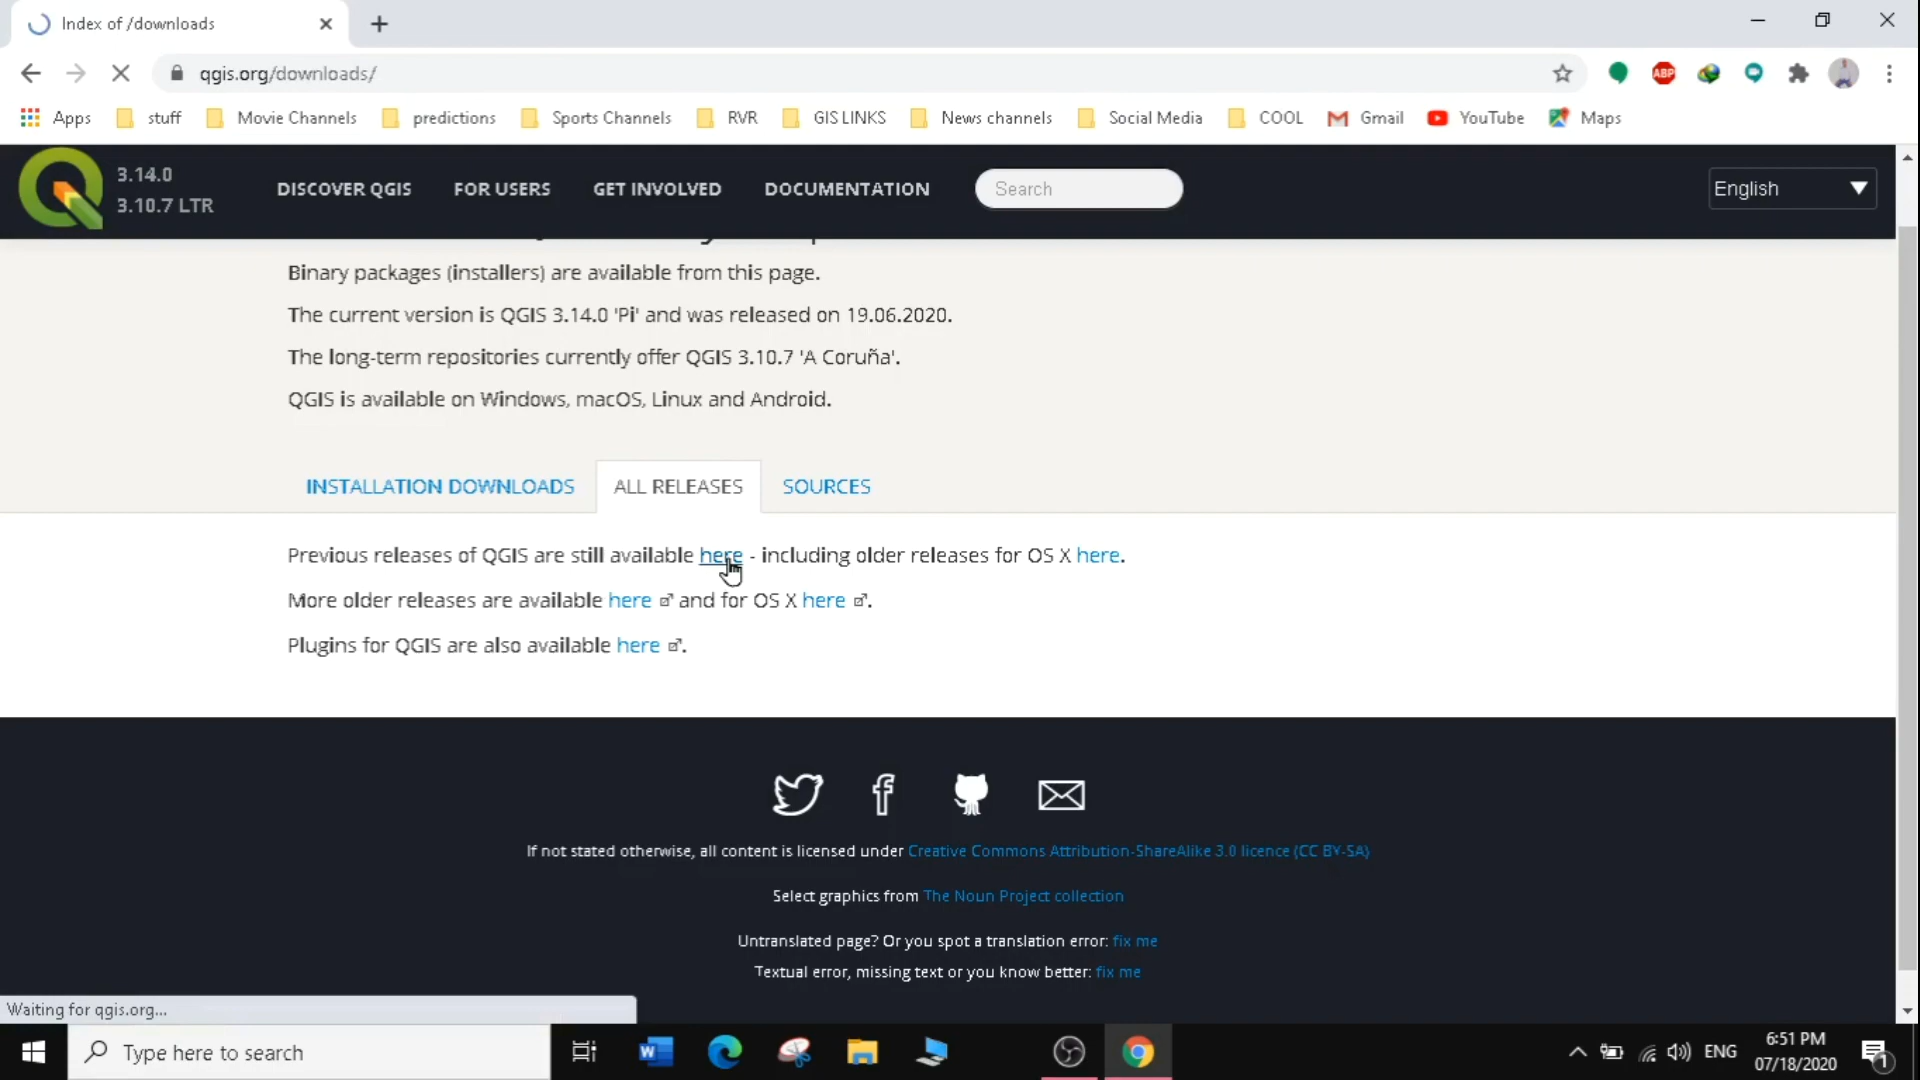 Index of /downloads
qgis.org/downloads/
ABP
Apps stuff Movie Channels predictions Sports Channels RVR GIS LINKS News channels Social Media COOL Gmail YouTube Maps
3.14.0
3.10.7 LTR
DISCOVER QGIS FOR USERS GET INVOLVED DOCUMENTATION Search English
Binary packages (installers) are available from this page.
The current version is QGIS 3.14.0 'Pi' and was released on 19.06.2020.
The long-term repositories currently offer QGIS 3.10.7 'A Coruña'.
QGIS is available on Windows, macOS, Linux and Android.
INSTALLATION DOWNLOADS ALL RELEASES SOURCES
Previous releases of QGIS are still available here - including older releases for OS X here.
More older releases are available here and for OS X here.
Plugins for QGIS are also available here.
If not stated otherwise, all content is licensed under Creative Commons Attribution-ShareAlike 3.0 licence (CC BY-SA)
Select graphics from The Noun Project collection
Untranslated page? Or you spot a translation error: fix me
Textual error, missing text or you know better: fix me
Waiting for qgis.org...
Type here to search
ENG
6:51 PM
07/18/2020
1